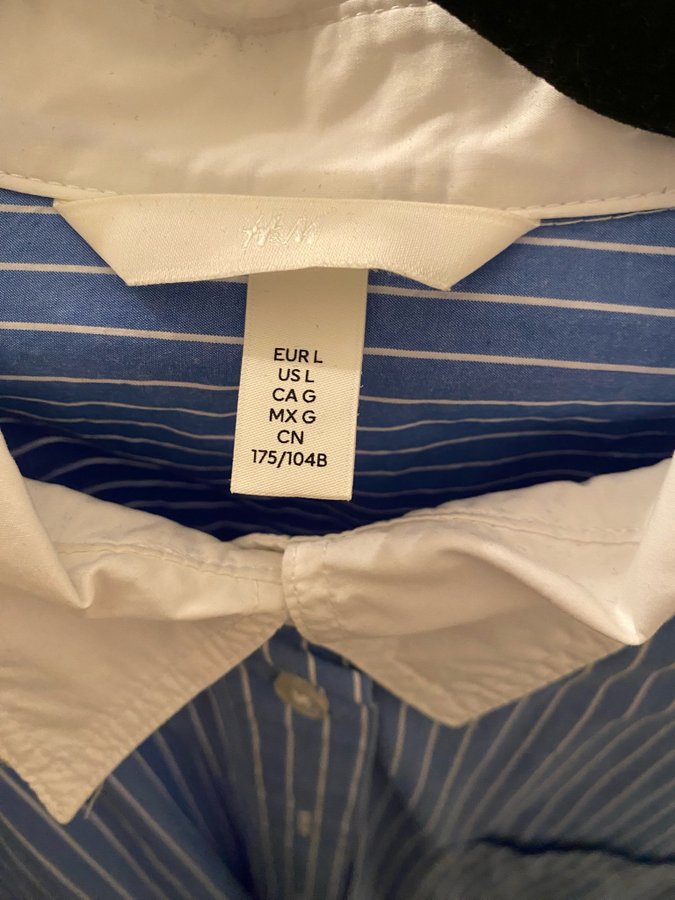 H&M
EUR L
US L
CA G
MX G
CN
175/104B